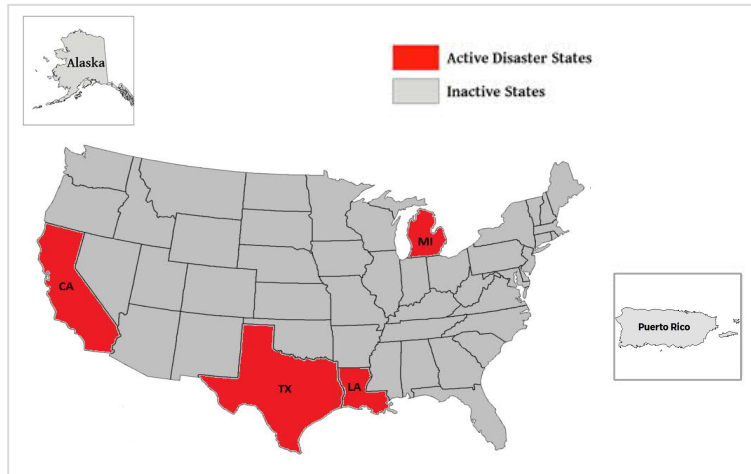 Alaska
Active Disaster States
Inactive States
MI
CA
Puerto Rico
TX
LA